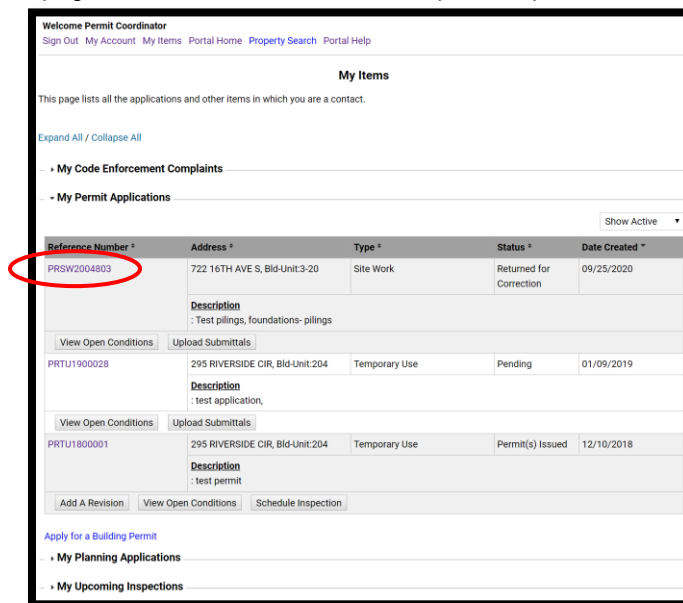 Welcome Permit Coordinator
Sign Out My Account My Items Portal Home Property Search Portal Help
My Items
This page lists all the applications and other items in which you are a contact.
Expand All / Collapse All
My Code Enforcement Complaints
My Permit Applications
Show Active
Reference Number Address Type Status Date Created
PRSW2004803 722 16TH AVE S, Bld-Unit:3-20 Site Work Returned for 09/25/2020
Correction
Description
: Test pilings, foundations- pilings
View Open Conditions Upload Submittals
PRTU1900028 295 RIVERSIDE CIR, Bld-Unit:204 Temporary Use Pending 01/09/2019
Description
: test application,
View Open Conditions Upload Submittals
PRTU1800001 295 RIVERSIDE CIR, Bld-Unit:204 Temporary Use Permit(s) Issued 12/10/2018
Description
: test permit
Add A Revision View Open Conditions Schedule Inspection
Apply for a Building Permit
My Planning Applications
My Upcoming Inspections